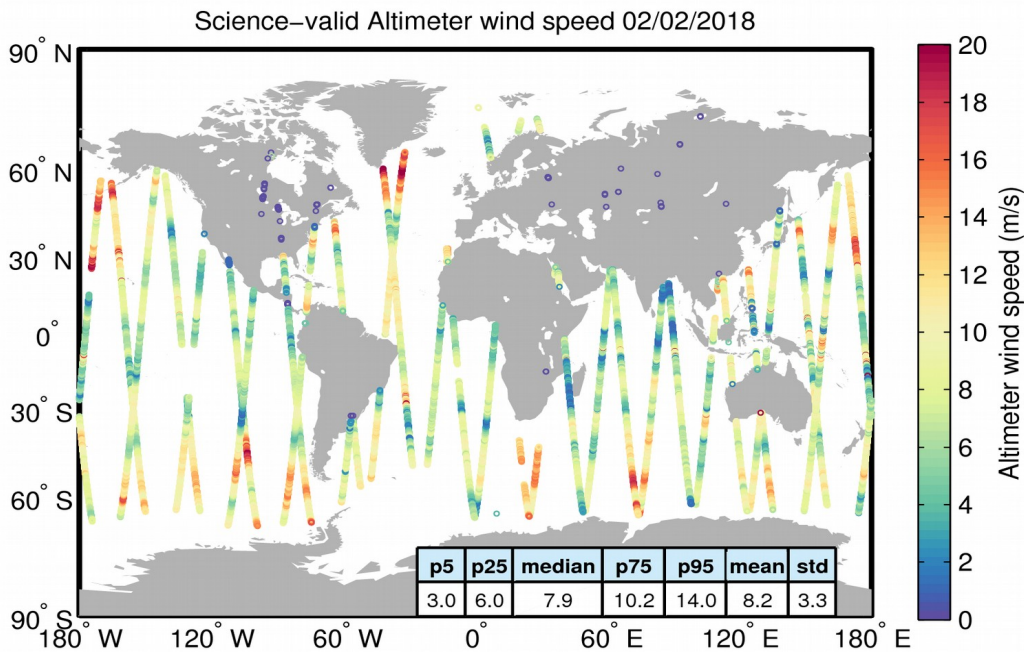 Science−valid Altimeter wind speed 02/02/2018
90° N
60° N
30° N
0°
30° S
60° S
90° S
180° W
120° W
60° W
0°
60° E
120° E
180° E
p5 p25 median p75 p95 mean std
3.0 6.0 7.9 10.2 14.0 8.2 3.3
20
18
16
14
12
10
8
6
4
2
0
Altimeter wind speed (m/s)